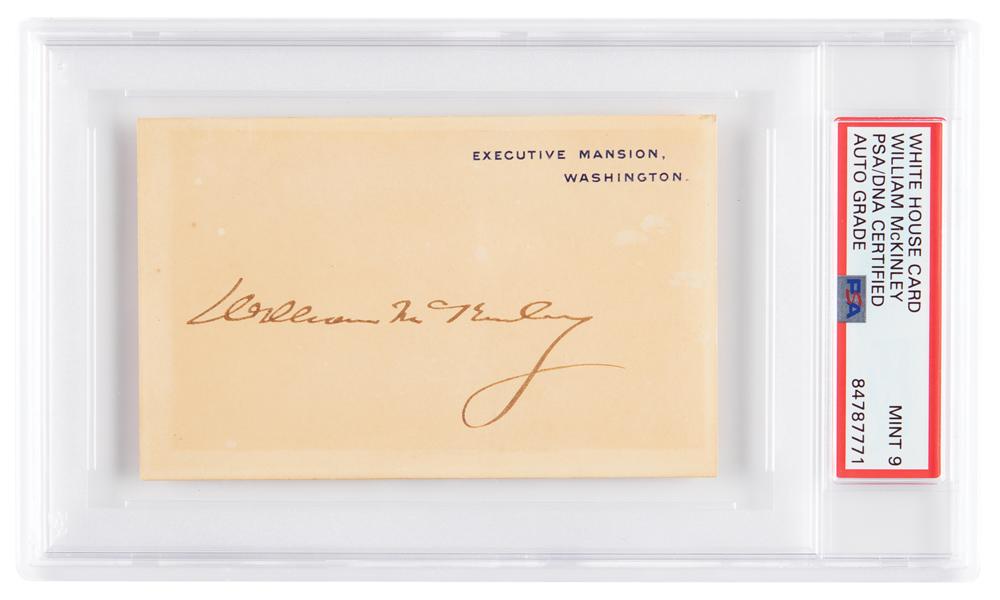 EXECUTIVE MANSION,
WASHINGTON.
William McKinley
WHITE HOUSE CARD
WILLIAM McKINLEY
PSA/DNA CERTIFIED
AUTO GRADE MINT 9
PSA
84787771